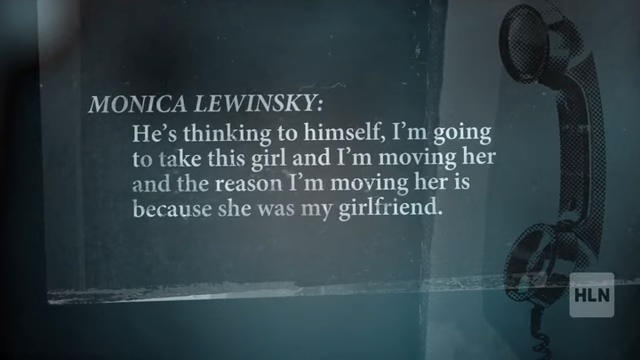 MONICA LEWINSKY:
He's thinking to himself, I'm going
to take this girl and I'm moving her
and the reason I'm moving her is
because she was my girlfriend.
HLN